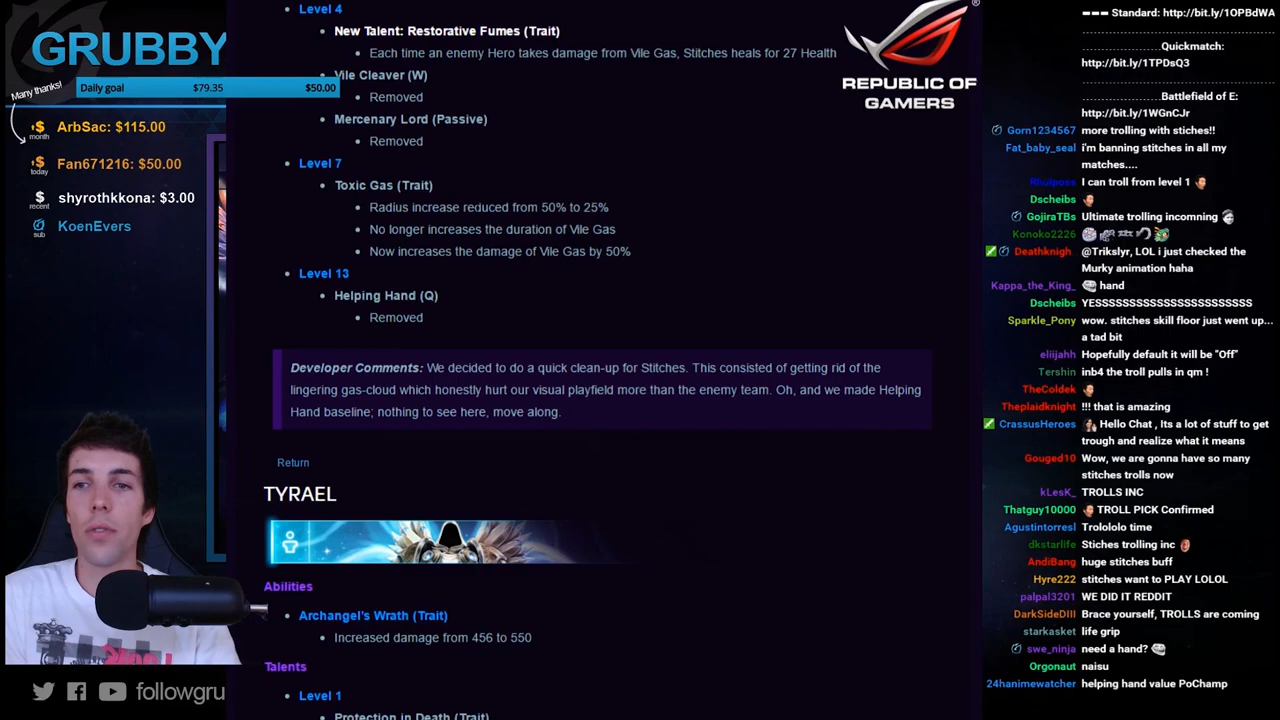 GRUBBY
Many thanks!
Daily goal $79.35 $50.00
month ArbSac: $115.00
today Fan671216: $50.00
recent shyrothkkona: $3.00
sub KoenEvers
followgru
Level 4
New Talent: Restorative Fumes (Trait)
Each time an enemy Hero takes damage from Vile Gas, Stitches heals for 27 Health
Vile Cleaver (W)
Removed
Mercenary Lord (Passive)
Removed
Level 7
Toxic Gas (Trait)
Radius increase reduced from 50% to 25%
No longer increases the duration of Vile Gas
Now increases the damage of Vile Gas by 50%
Level 13
Helping Hand (Q)
Removed
Developer Comments: We decided to do a quick clean-up for Stitches. This consisted of getting rid of the
lingering gas-cloud which honestly hurt our visual playfield more than the enemy team. Oh, and we made Helping
Hand baseline; nothing to see here, move along.
Return
TYRAEL
Abilities
Archangel's Wrath (Trait)
Increased damage from 456 to 550
Talents
Level 1
Protection in Death (Trait)
REPUBLIC OF
GAMERS
Standard: http://bit.ly/1OPBdWA
Quickmatch:
http://bit.ly/1TPDsQ3
Battlefield of E:
http://bit.ly/1WGnCJr
Gorn1234567 more trolling with stiches!!
Fat_baby_seal i'm banning stitches in all my
matches....
I can troll from level 1
Dscheibs
GojiraTBs Ultimate trolling incomning
Konoko2226
Deathknigh @Trikslyr, LOL i just checked the
Murky animation haha
Kappa_the_King_ hand
Dscheibs YESSSSSSSSSSSSSSSSSSSSSSS
Sparkle_Pony wow. stitches skill floor just went up...
a tad bit
eliijahh Hopefully default it will be "Off"
Tershin inb4 the troll pulls in qm !
TheColdek
Theplaidknight !!! that is amazing
CrassusHeroes Hello Chat , Its a lot of stuff to get
trough and realize what it means
Gouged10 Wow, we are gonna have so many
stitches trolls now
kLesK_ TROLLS INC
Thatguy10000 TROLL PICK Confirmed
Agustintorresl Trolololo time
dkstarlife Stiches trolling inc
AndiBang huge stitches buff
Hyre222 stitches want to PLAY LOLOL
palpal3201 WE DID IT REDDIT
DarkSideDIII Brace yourself, TROLLS are coming
starkasket life grip
swe_ninja need a hand?
Orgonaut naisu
24hanimewatcher helping hand value PoChamp